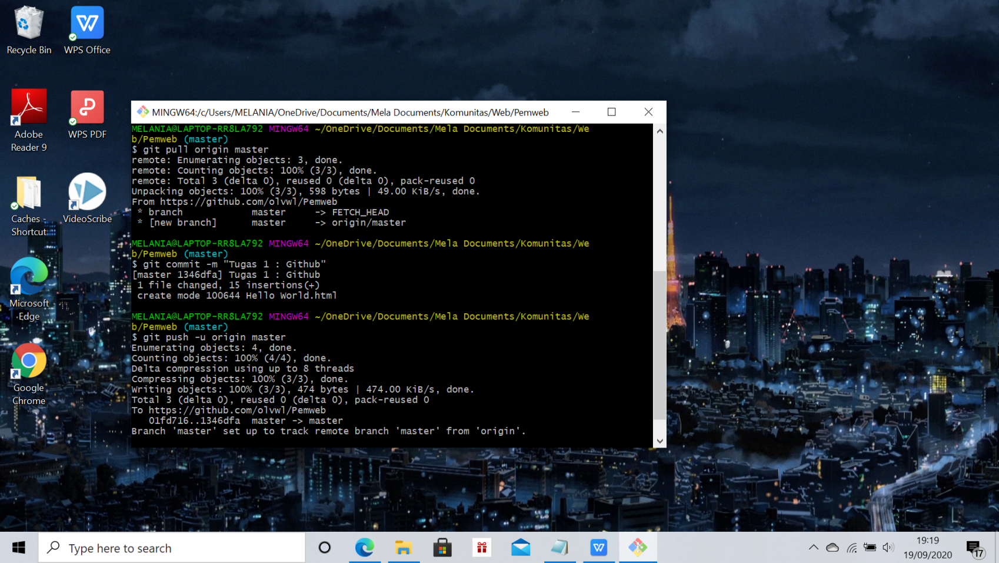 Recycle Bin
WPS Office
Adobe
Reader 9
WPS PDF
Caches -
Shortcut
VideoScribe
Microsoft
Edge
Google
Chrome
MINGW64:/c/Users/MELANIA/OneDrive/Documents/Mela Documents/Komunitas/Web/Pemweb
MELANIA@LAPTOP-RR8LA792 MINGW64 ~/OneDrive/Documents/Mela Documents/Komunitas/We
b/Pemweb (master)
$ git pull origin master
remote: Enumerating objects: 3, done.
remote: Counting objects: 100% (3/3), done.
remote: Total 3 (delta 0), reused 0 (delta 0), pack-reused 0
Unpacking objects: 100% (3/3), 598 bytes | 49.00 KiB/s, done.
From https://github.com/olvwl/Pemweb
* branch            master     -> FETCH_HEAD
* [new branch]      master     -> origin/master
MELANIA@LAPTOP-RR8LA792 MINGW64 ~/OneDrive/Documents/Mela Documents/Komunitas/We
b/Pemweb (master)
$ git commit -m "Tugas 1 : Github"
[master 1346dfa] Tugas 1 : Github
1 file changed, 15 insertions(+)
create mode 100644 Hello World.html
MELANIA@LAPTOP-RR8LA792 MINGW64 ~/OneDrive/Documents/Mela Documents/Komunitas/We
b/Pemweb (master)
$ git push -u origin master
Enumerating objects: 4, done.
Counting objects: 100% (4/4), done.
Delta compression using up to 8 threads
Compressing objects: 100% (3/3), done.
Writing objects: 100% (3/3), 474 bytes | 474.00 KiB/s, done.
Total 3 (delta 0), reused 0 (delta 0), pack-reused 0
To https://github.com/olvwl/Pemweb
01fd716..1346dfa  master -> master
Branch 'master' set up to track remote branch 'master' from 'origin'.
Type here to search
19:19
19/09/2020
17